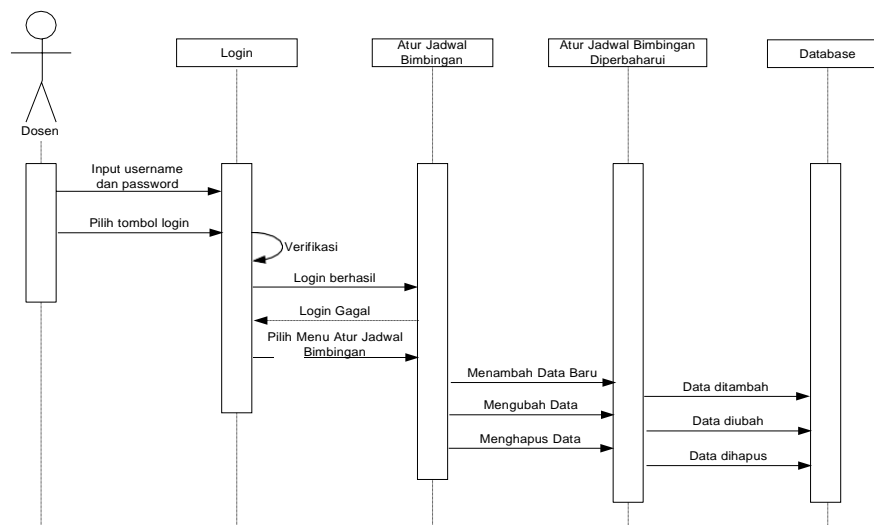 Dosen
Login
Atur Jadwal
Bimbingan
Atur Jadwal Bimbingan
Diperbaharui
Database
Input username
dan password
Pilih tombol login
Verifikasi
Login berhasil
Login Gagal
Pilih Menu Atur Jadwal
Bimbingan
Menambah Data Baru
Data ditambah
Mengubah Data
Data diubah
Menghapus Data
Data dihapus